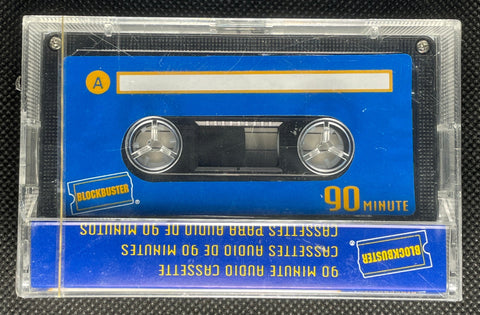 A
BLOCKBUSTER®
90 MINUTE
BLOCKBUSTER®
90 MINUTE AUDIO CASSETTE
CASSETTES AUDIO DE 90 MINUTES
CASSETTES PARA AUDIO DE 90 MINUTOS